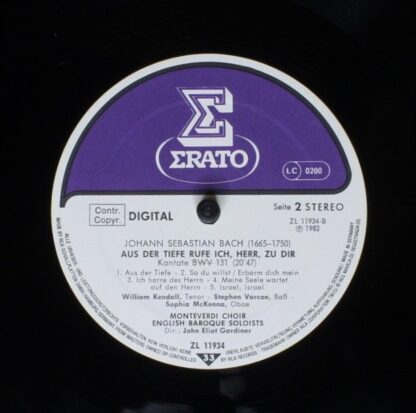 Σ
ERATO
LC 0200
Contr. Copyr. DIGITAL
Seite 2 STEREO
ZL 11934-B
℗ 1982
JOHANN SEBASTIAN BACH (1665-1750)
AUS DER TIEFE RUFE ICH, HERR, ZU DIR
Kantate BWV-131 (20'47)
1. Aus der Tiefe - 2. So du willst / Erbarm dich mein
3. Ich harre des Herrn - 4. Meine Seele wartet
auf den Herrn - 5. Israel, Israel
William Kendall, Tenor - Stephen Varcoe, Baß -
Sophia McKenna, Oboe
MONTEVERDI CHOIR
ENGLISH BAROQUE SOLOISTS
Dir.: John Eliot Gardiner
ZL 11934
33
MADE IN GERMANY